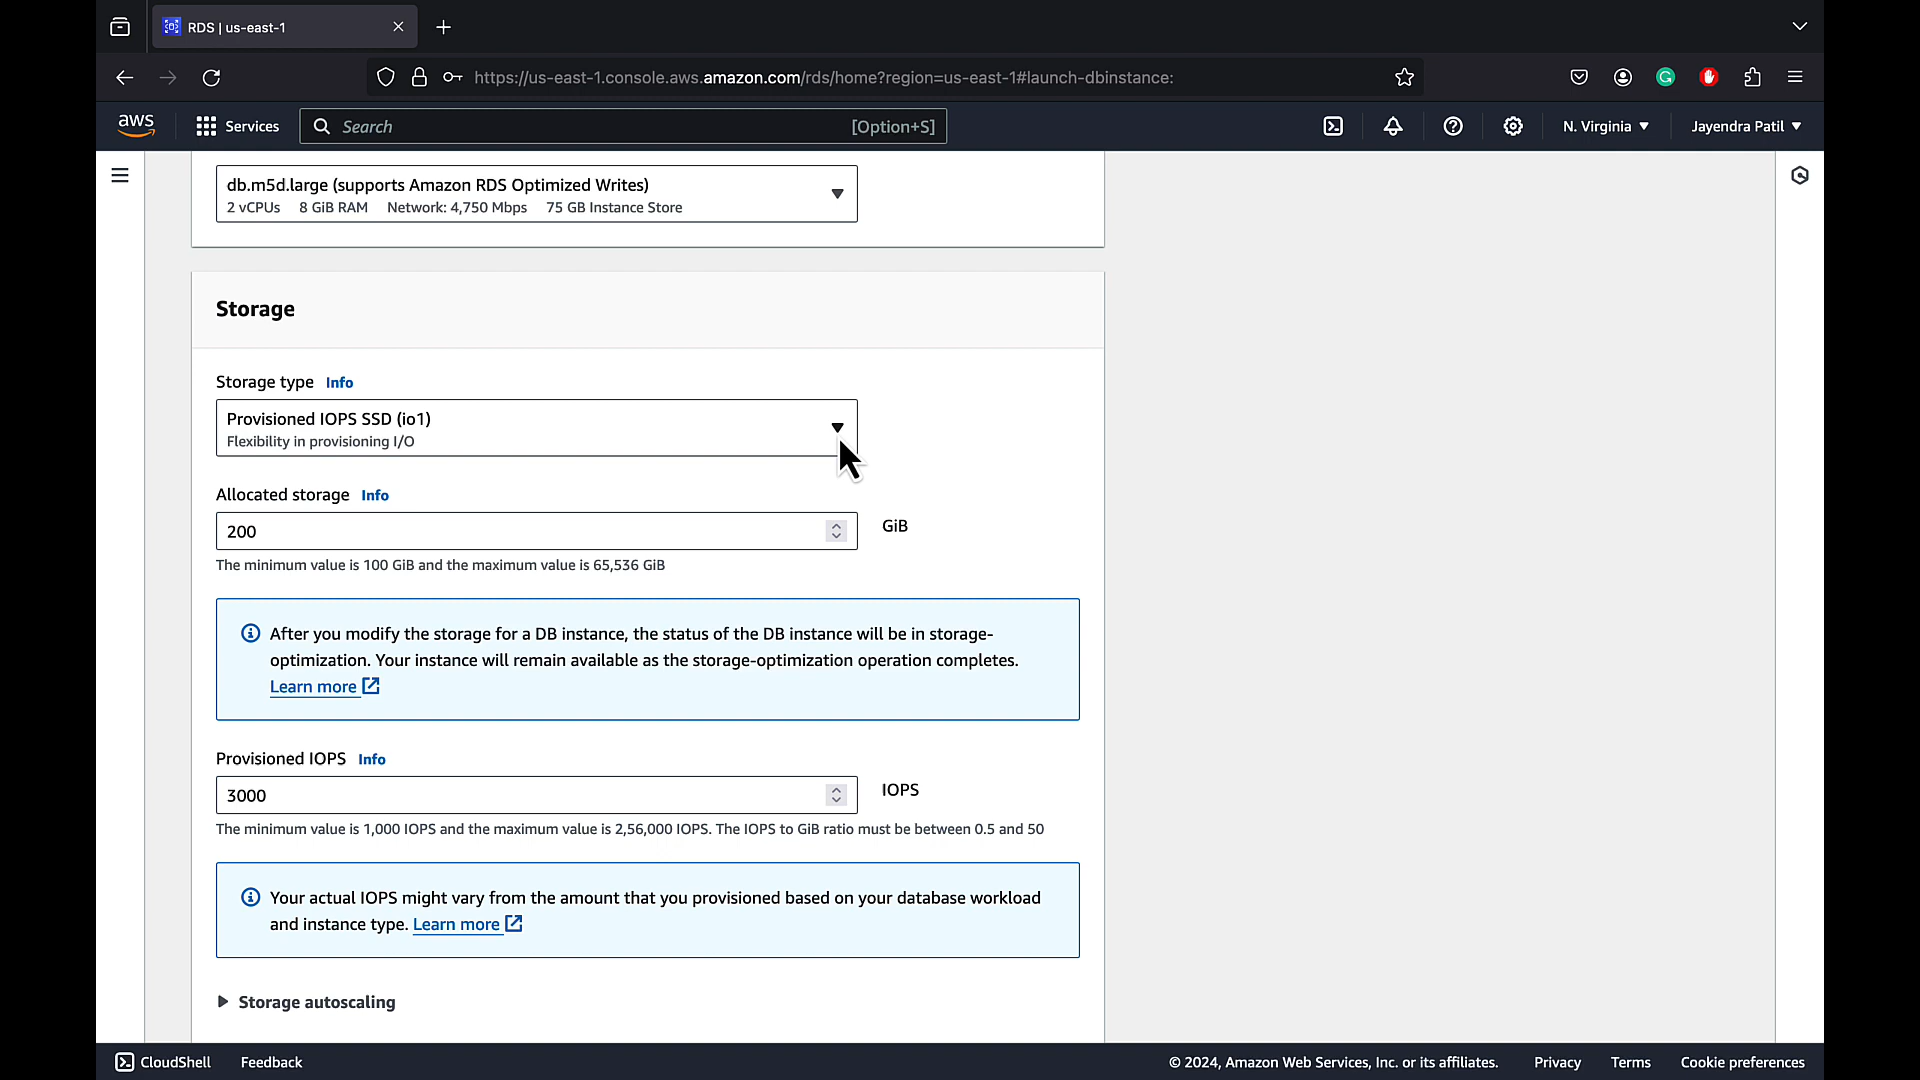 RDS | us-east-1
https://us-east-1.console.aws.amazon.com/rds/home?region=us-east-1#launch-dbinstance:
aws
Services
Search
[Option+S]
N. Virginia
Jayendra Patil
db.m5d.large (supports Amazon RDS Optimized Writes)
2 vCPUs 8 GiB RAM Network: 4,750 Mbps 75 GB Instance Store
Storage
Storage type Info
Provisioned IOPS SSD (io1)
Flexibility in provisioning I/O
Allocated storage Info
200
GiB
The minimum value is 100 GiB and the maximum value is 65,536 GiB
After you modify the storage for a DB instance, the status of the DB instance will be in storage-
optimization. Your instance will remain available as the storage-optimization operation completes.
Learn more
Provisioned IOPS Info
3000
IOPS
The minimum value is 1,000 IOPS and the maximum value is 2,56,000 IOPS. The IOPS to GiB ratio must be between 0.5 and 50
Your actual IOPS might vary from the amount that you provisioned based on your database workload
and instance type. Learn more
Storage autoscaling
CloudShell
Feedback
© 2024, Amazon Web Services, Inc. or its affiliates.
Privacy
Terms
Cookie preferences